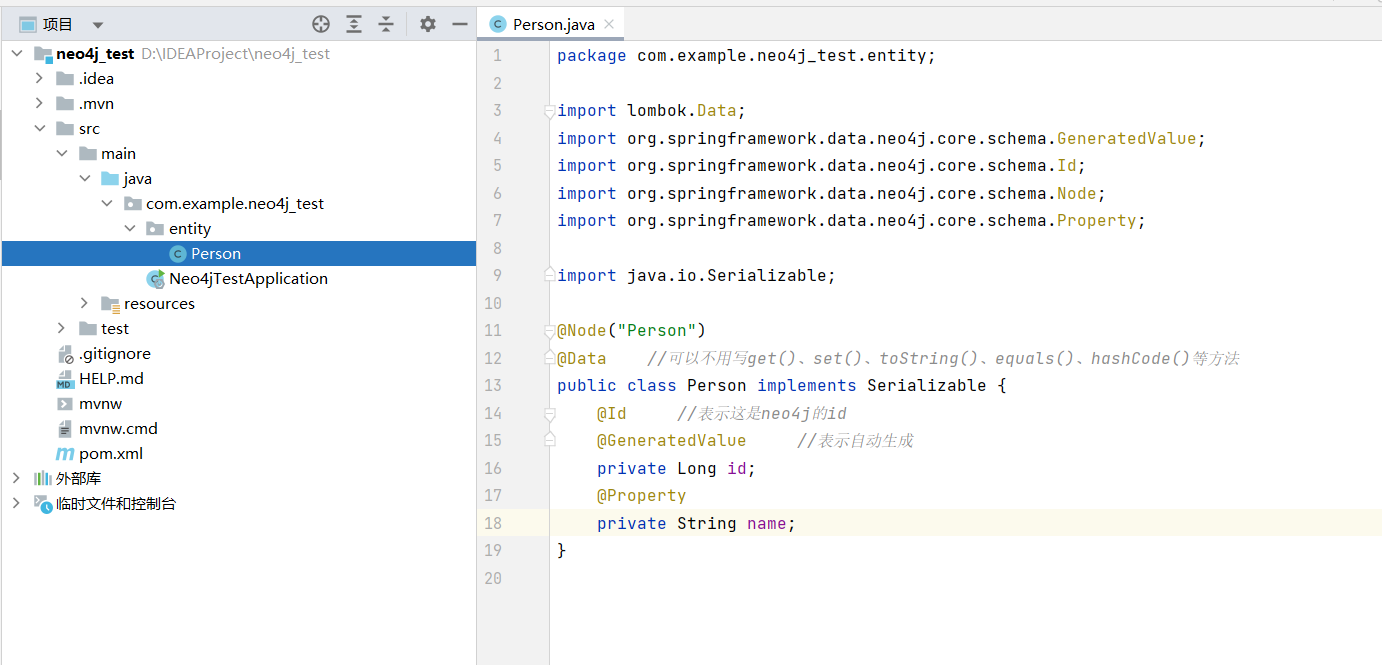 项目
neo4j_test D:\IDEAProject\neo4j_test
.idea
.mvn
src
main
java
com.example.neo4j_test
entity
Person
Neo4jTestApplication
resources
test
.gitignore
HELP.md
mvnw
mvnw.cmd
pom.xml
外部库
临时文件和控制台
Person.java
1 package com.example.neo4j_test.entity;
2
3 import lombok.Data;
4 import org.springframework.data.neo4j.core.schema.GeneratedValue;
5 import org.springframework.data.neo4j.core.schema.Id;
6 import org.springframework.data.neo4j.core.schema.Node;
7 import org.springframework.data.neo4j.core.schema.Property;
8
9 import java.io.Serializable;
10
11 @Node("Person")
12 @Data    //可以不用写get()、set()、toString()、equals()、hashCode()等方法
13 public class Person implements Serializable {
14     @Id     //表示这是neo4j的id
15     @GeneratedValue     //表示自动生成
16     private Long id;
17     @Property
18     private String name;
19 }
20